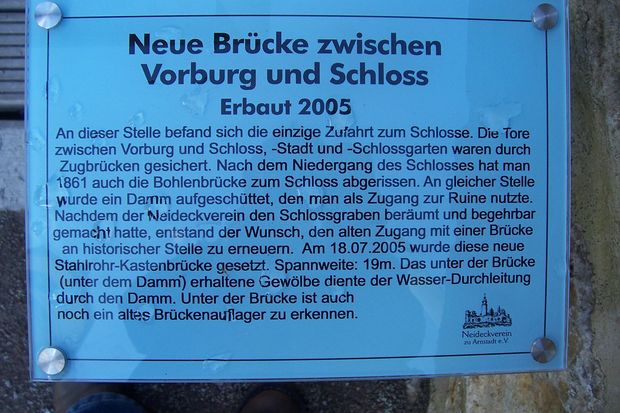 Neue Brücke zwischen
Vorburg und Schloss
Erbaut 2005
An dieser Stelle befand sich die einzige Zufahrt zum Schlosse. Die Tore
zwischen Vorburg und Schloss, -Stadt und -Schlossgarten waren durch
Zugbrücken gesichert. Nach dem Niedergang des Schlosses hat man
1861 auch die Bohlenbrücke zum Schloss abgerissen. An gleicher Stelle
wurde ein Damm aufgeschüttet, den man als Zugang zur Ruine nutzte.
Nachdem der Neideckverein den Schlossgraben beräumt und begehbar
gemacht hatte, entstand der Wunsch, den alten Zugang mit einer Brücke
an historischer Stelle zu erneuern. Am 18.07.2005 wurde diese neue
Stahlrohr-Kastenbrücke gesetzt. Spannweite: 19m. Das unter der Brücke
(unter dem Damm) erhaltene Gewölbe diente der Wasser-Durchleitung
durch den Damm. Unter der Brücke ist auch
noch ein altes Brückenauflager zu erkennen.
Neideckverein
zu Arnstadt e.V.